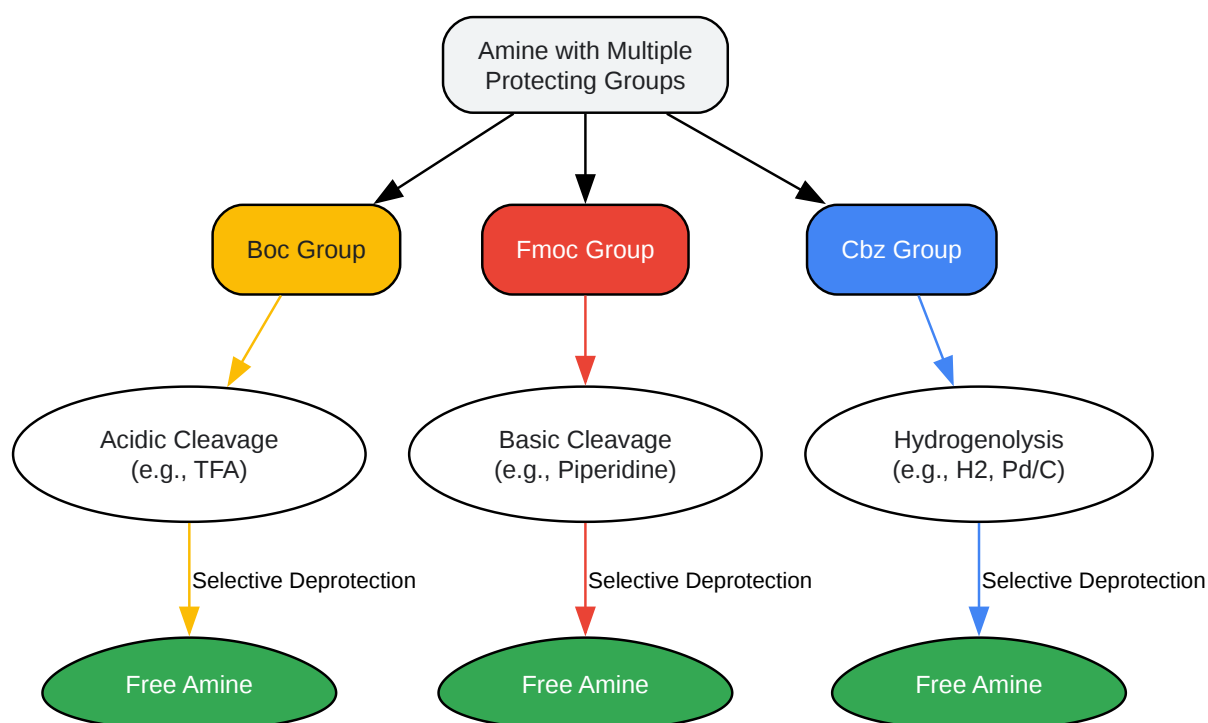 Amine with Multiple
Protecting Groups
Boc Group
Fmoc Group
Cbz Group
Acidic Cleavage
(e.g., TFA)
Basic Cleavage
(e.g., Piperidine)
Hydrogenolysis
(e.g., H2, Pd/C)
Selective Deprotection
Selective Deprotection
Selective Deprotection
Free Amine
Free Amine
Free Amine